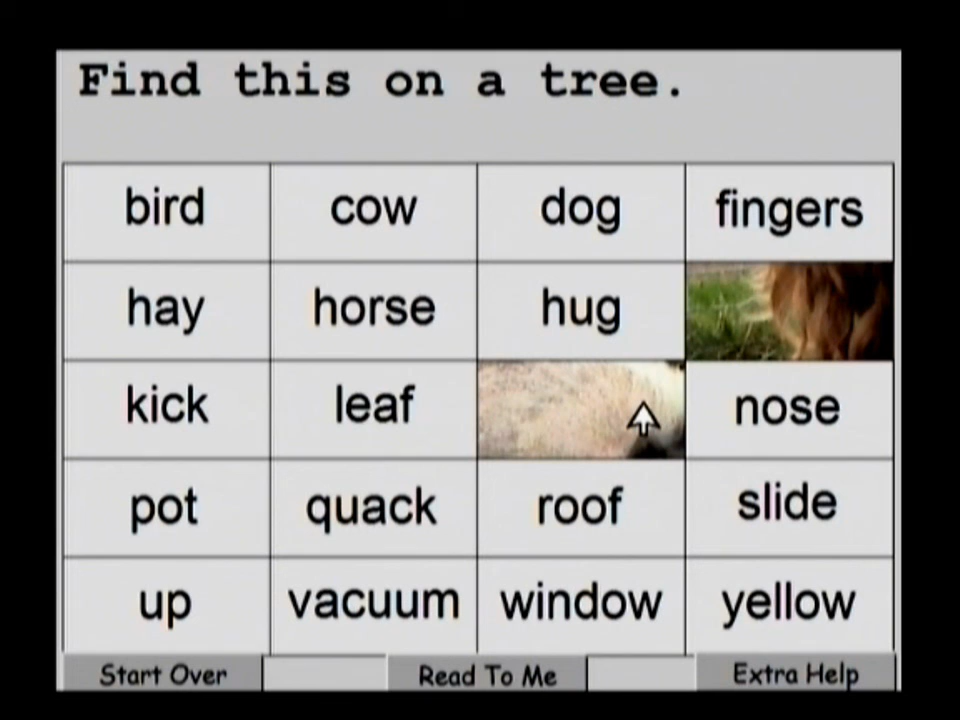 Find this on a tree.
bird cow dog fingers
hay horse hug
kick leaf nose
pot quack roof slide
up vacuum window yellow
Start Over Read To Me Extra Help